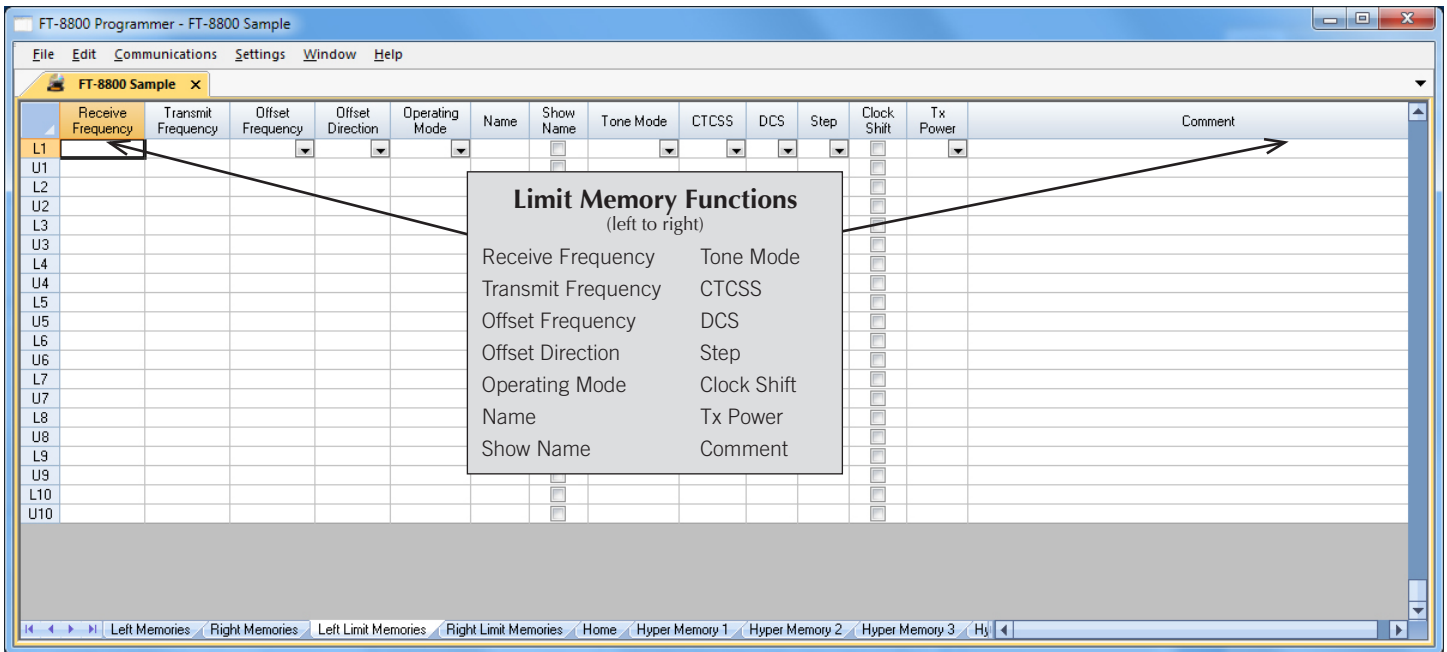 FT-8800 Programmer - FT-8800 Sample
File Edit Communications Settings Window Help
FT-8800 Sample X
Receive Frequency Transmit Frequency Offset Frequency Offset Direction Operating Mode Name Show Name Tone Mode CTCSS DCS Step Clock Shift Tx Power Comment
L1
U1
L2
U2
L3
U3
L4
U4
L5
U5
L6
U6
L7
U7
L8
U8
L9
U9
L10
U10
Limit Memory Functions
(left to right)
Receive Frequency Tone Mode
Transmit Frequency CTCSS
Offset Frequency DCS
Offset Direction Step
Operating Mode Clock Shift
Name Tx Power
Show Name Comment
Left Memories Right Memories Left Limit Memories Right Limit Memories Home Hyper Memory 1 Hyper Memory 2 Hyper Memory 3 Hy